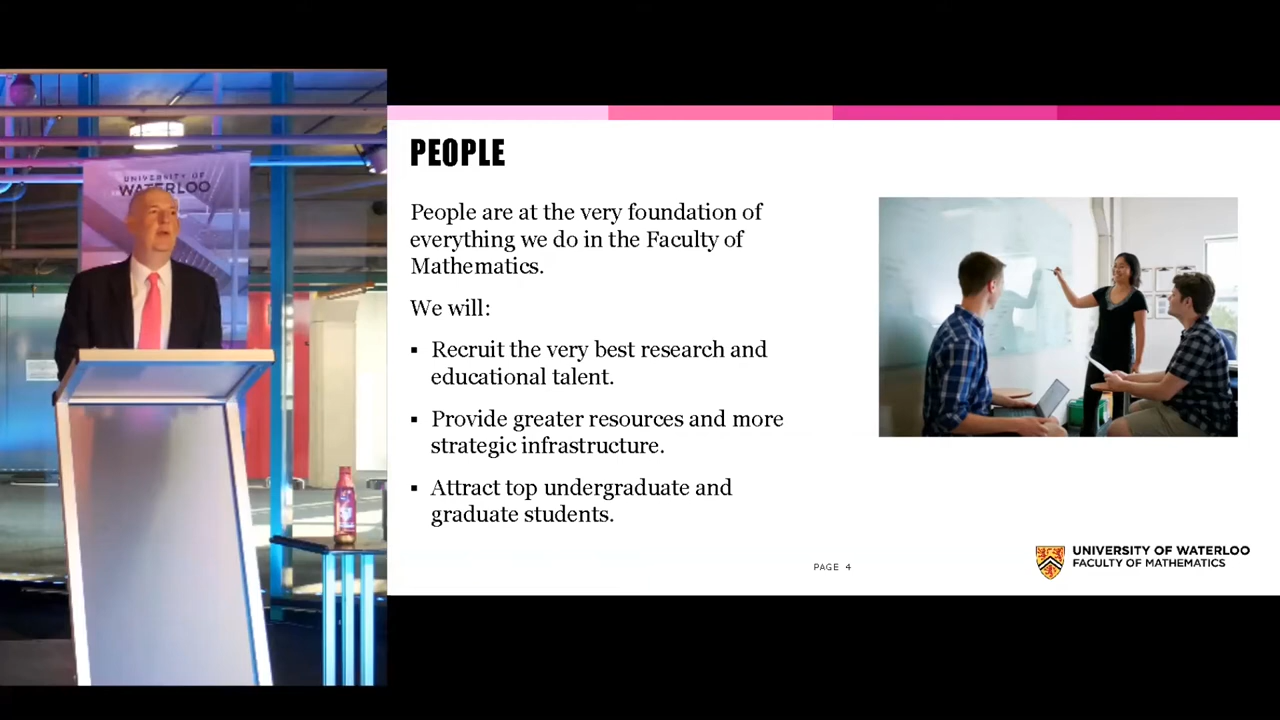 UNIVERSITY OF
WATERLOO
PEOPLE
People are at the very foundation of
everything we do in the Faculty of
Mathematics.
We will:
▪ Recruit the very best research and
educational talent.
▪ Provide greater resources and more
strategic infrastructure.
▪ Attract top undergraduate and
graduate students.
PAGE 4
UNIVERSITY OF WATERLOO
FACULTY OF MATHEMATICS